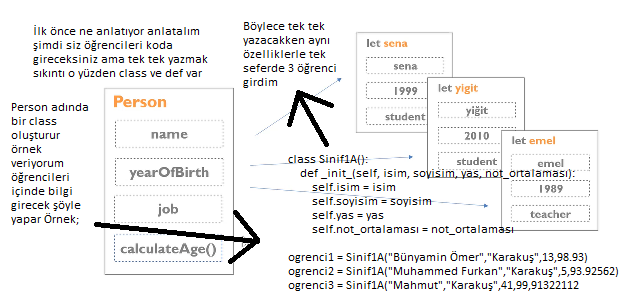 İlk önce ne anlatıyor anlatalım
şimdi siz öğrencileri koda
gireceksiniz ama tek tek yazmak
sıkıntı o yüzden class ve def var
Böylece tek tek
yazacakken aynı
özelliklerle tek
seferde 3 öğrenci
girdim
Person adında
bir class
oluşturur
örnek
veriyorum
öğrencileri
içinde bilgi
girecek şöyle
yapar Örnek;
Person
name
yearOfBirth
job
calculateAge()
let sena
sena
1999
student
let yigit
yiğit
2010
student
let emel
emel
1989
teacher
class Sinif1A():
def _init_(self, isim, soyisim, yas, not_ortalaması):
self.isim = isim
self.soyisim = soyisim
self.yas = yas
self.not_ortalaması = not_ortalaması
ogrenci1 = Sinif1A("Bünyamin Ömer","Karakuş",13,98.93)
ogrenci2 = Sinif1A("Muhammed Furkan","Karakuş",5,93.92562)
ogrenci3 = Sinif1A("Mahmut","Karakuş",41,99,91322112